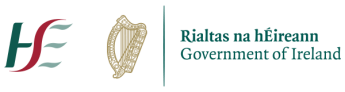 HSE
Rialtas na hÉireann
Government of Ireland